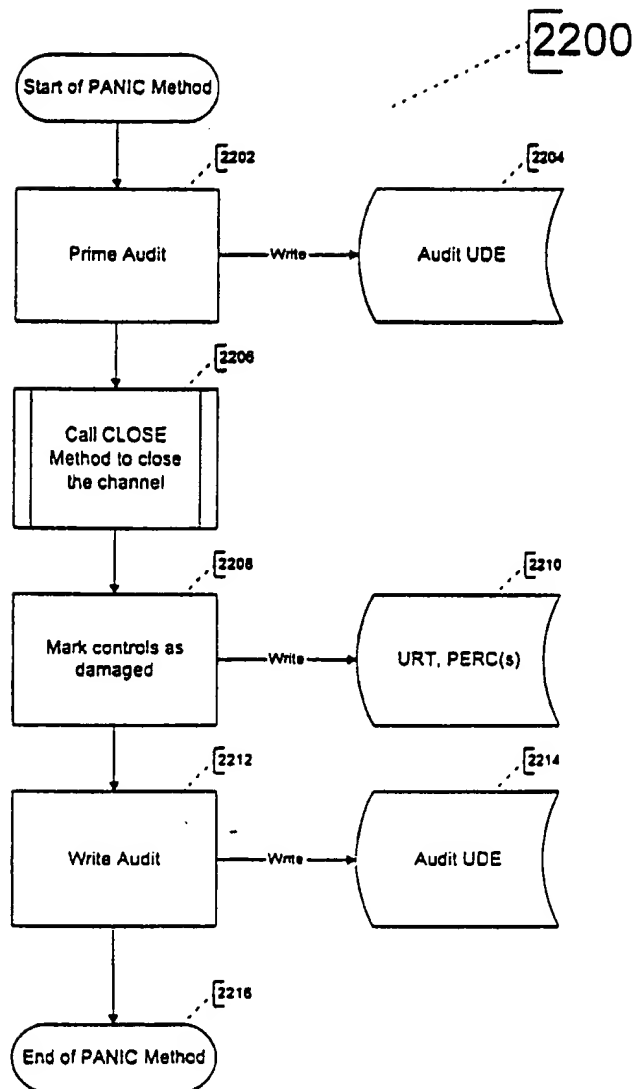 2200
Start of PANIC Method
2202
2204
Prime Audit
Write
Audit UDE
2206
Call CLOSE
Method to close
the channel
2208
2210
Mark controls as
damaged
Write
URT, PERC(s)
2212
2214
Write Audit
Write
Audit UDE
2216
End of PANIC Method